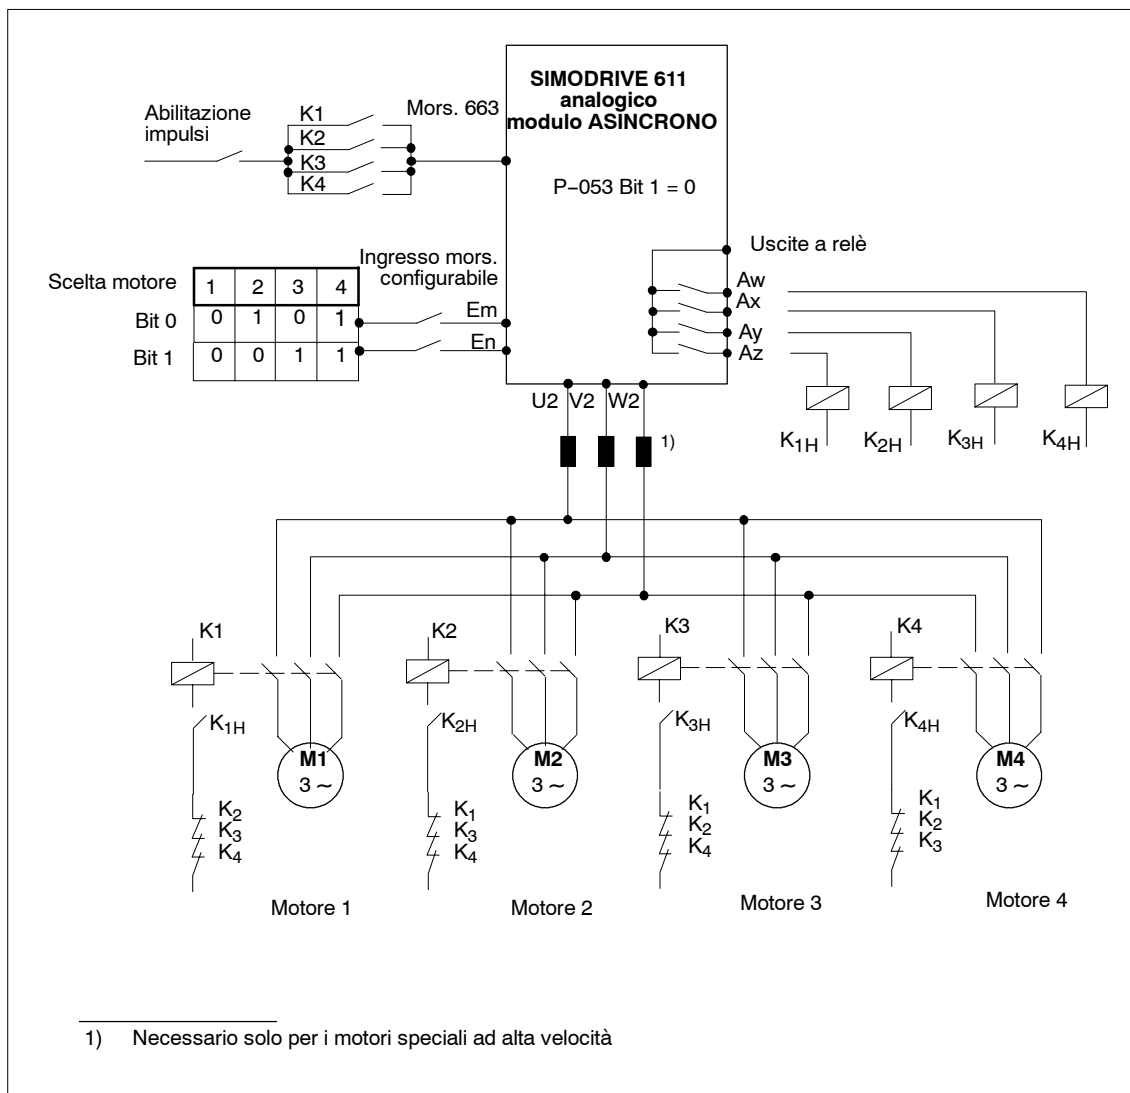 SIMODRIVE 611
analogico
modulo ASINCRONO
P−053 Bit 1 = 0
Abilitazione
impulsi
K1
K2
K3
K4
Mors. 663
Scelta motore 1 2 3 4
Bit 0 0 1 0 1
Bit 1 0 0 1 1
Ingresso mors.
configurabile
Em
En
Uscite a relè
Aw
Ax
Ay
Az
U2 V2 W2
1)
K1H K2H K3H K4H
K1 K2 K3 K4
K1H K2H K3H K4H
M1
3 ~
M2
3 ~
M3
3 ~
M4
3 ~
K2
K3
K4
K1
K3
K4
K1
K2
K4
K1
K2
K3
Motore 1 Motore 2 Motore 3 Motore 4
1) Necessario solo per i motori speciali ad alta velocità